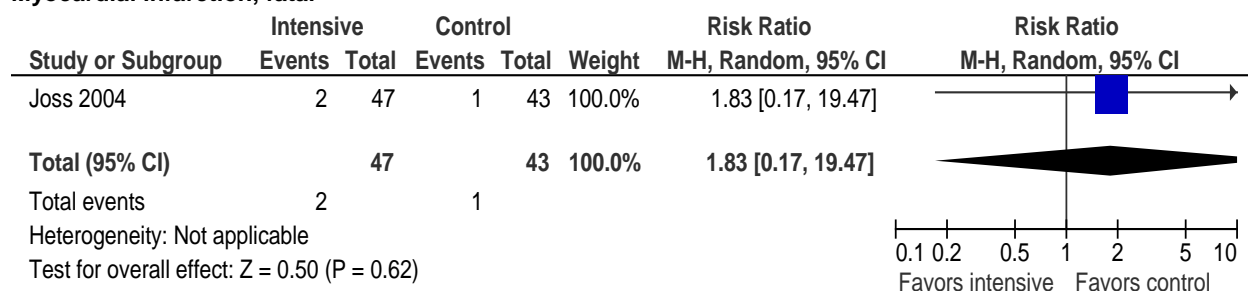 Intensive Control Risk Ratio Risk Ratio
Study or Subgroup Events Total Events Total Weight M-H, Random, 95% CI M-H, Random, 95% CI
Joss 2004 2 47 1 43 100.0% 1.83 [0.17, 19.47]
Total (95% CI) 47 43 100.0% 1.83 [0.17, 19.47]
Total events 2 1
Heterogeneity: Not applicable
Test for overall effect: Z = 0.50 (P = 0.62)
0.1 0.2 0.5 1 2 5 10
Favors intensive Favors control